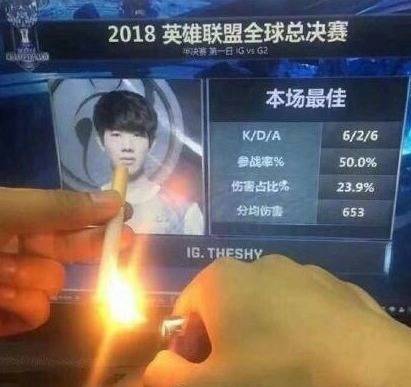 2018 英雄联盟全球总决赛
半决赛 第一日 IG vs G2
本场最佳
K/D/A 6/2/6
参战率% 50.0%
伤害占比% 23.9%
分均伤害 653
IG. THESHY